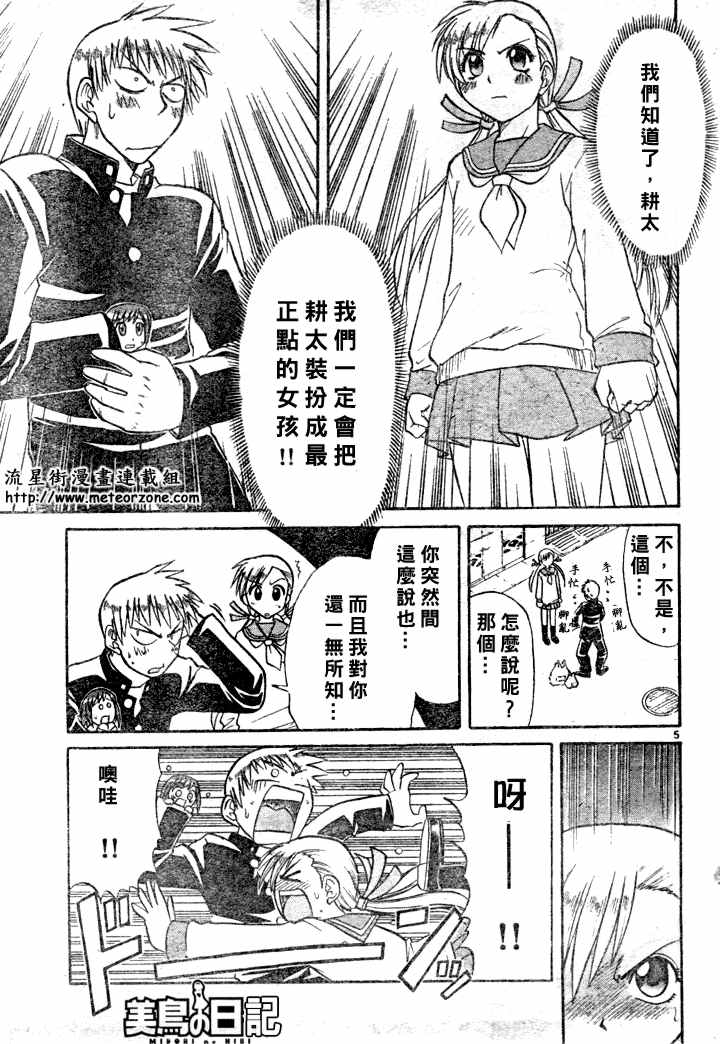 我們知道了，耕太
我們一定會把
耕太裝扮成最
正點的女孩!!
流星街漫畫連載組
http://www.meteorzone.com
不，不是，
這個…
手忙…
腳亂
手忙…
腳亂
怎麼說呢？
那個…
你突然間
這麼說也…
而且我對你
還一無所知…
5
呀——!!
噢哇!!
ドーン
美鳥の日記
MIDORI no HIBI